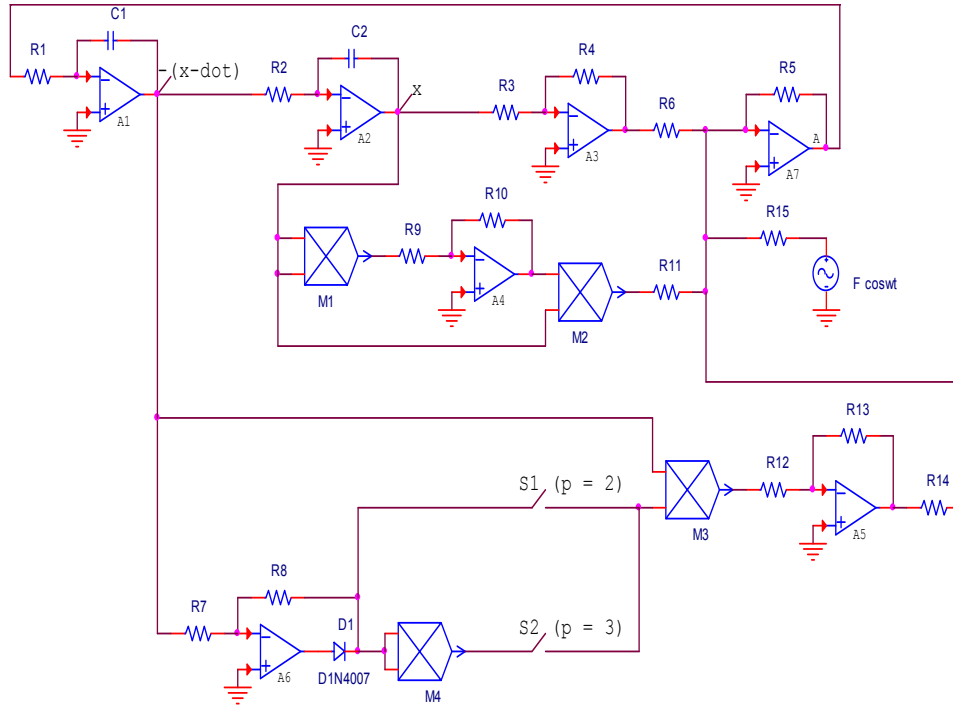 C1
C2
R1
R4
R5
-(x-dot)
R2
x
R3
R6
A1
A2
A3
A
A7
R10
R15
R9
R11
M1
A4
F coswt
M2
R13
R12
S1 (p = 2)
R14
M3
A5
R8
R7
D1
S2 (p = 3)
A6
D1N4007
M4